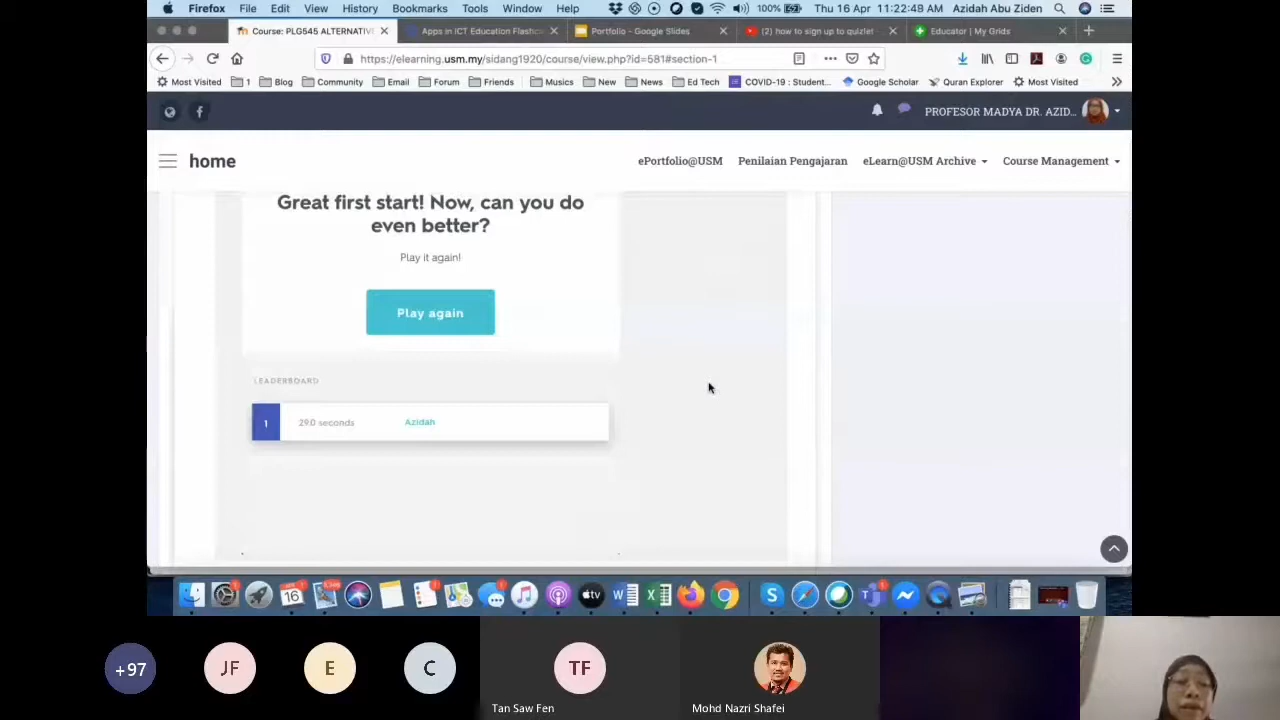 Firefox File Edit View History Bookmarks Tools Window Help 100% Thu 16 Apr 11:22:49 AM Azidah Abu Ziden
Course: PLG545 ALTERNATIV Apps in ICT Education Flashc Portfolio - Google Slides (2) how to sign up to quizlet Educator | My Grids
https://elearning.usm.my/sidang1920/course/view.php?id=581#section-1
Most Visited 1 Blog Community Email Forum Friends Musics New News Ed Tech COVID-19 : Student... Google Scholar Quran Explorer Most Visited
PROFESOR MADYA DR. AZID...
home ePortfolio@USM Penilaian Pengajaran eLearn@USM Archive Course Management
Great first start! Now, can you do
even better?
Play it again!
Play again
LEADERBOARD
1 29.0 seconds Azidah
16
tv
+97 JF E C TF
Tan Saw Fen Mohd Nazri Shafei